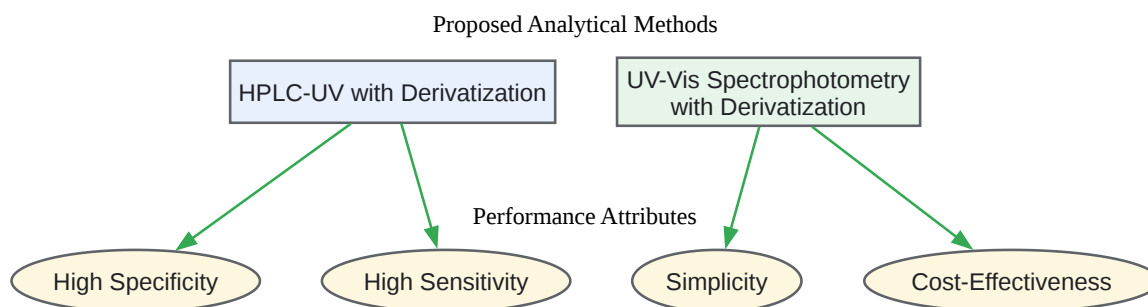 Proposed Analytical Methods
HPLC-UV with Derivatization
UV-Vis Spectrophotometry
with Derivatization
Performance Attributes
High Specificity
High Sensitivity
Simplicity
Cost-Effectiveness